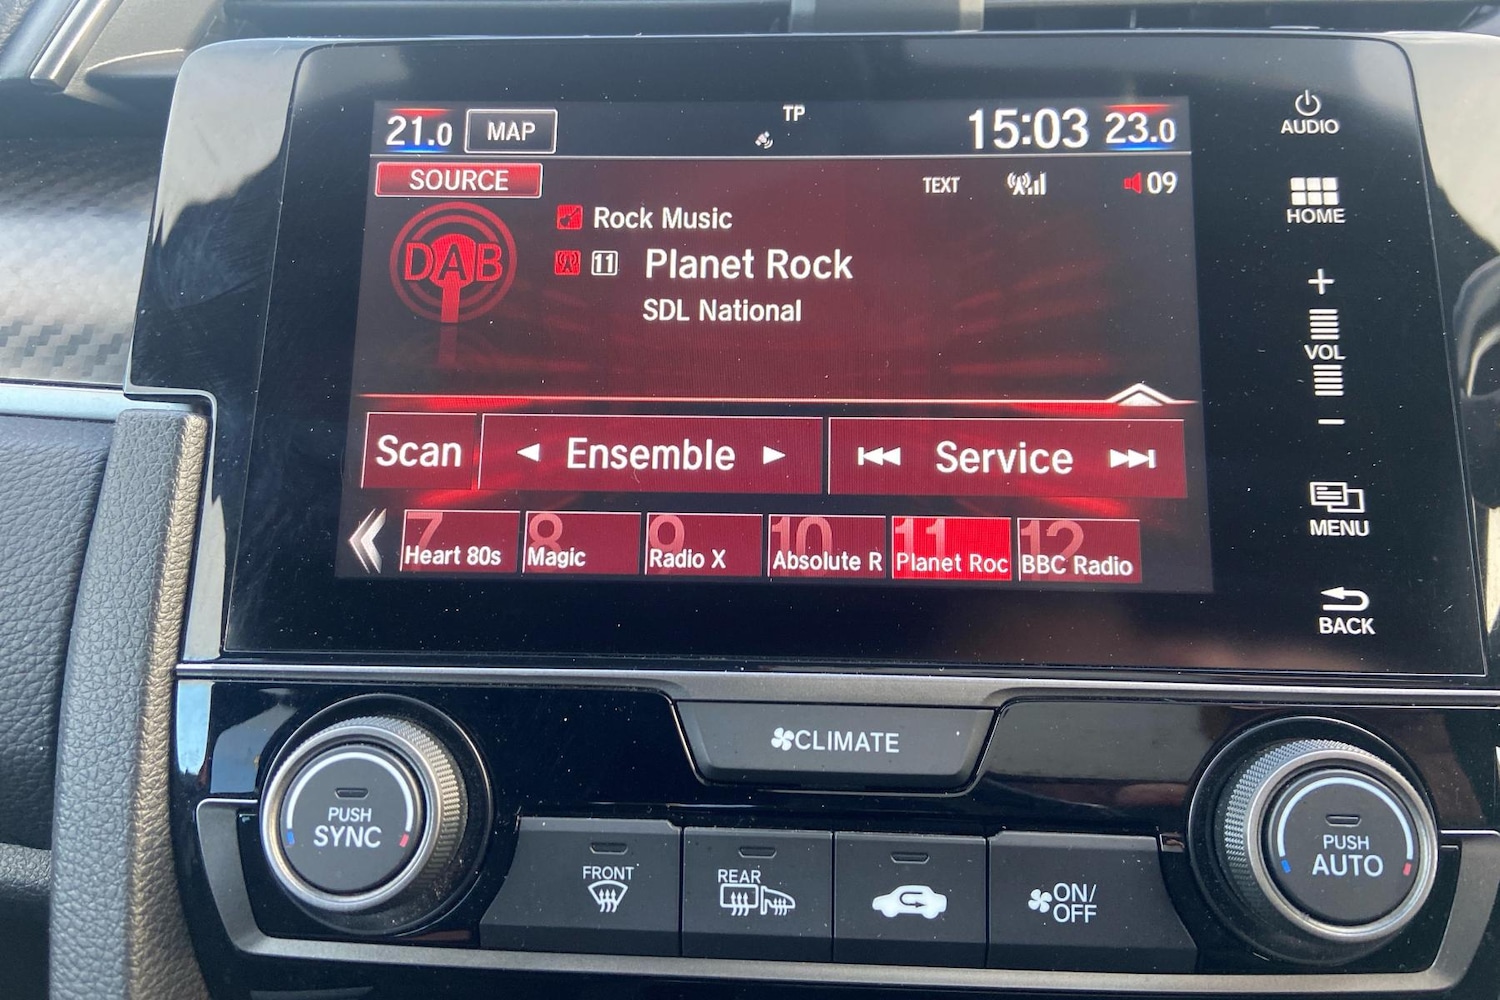 21.0 MAP TP 15:03 23.0
SOURCE TEXT 09
DAB
Rock Music
11 Planet Rock
SDL National
Scan Ensemble Service
7 8 9 10 11 12
Heart 80s Magic Radio X Absolute R Planet Roc BBC Radio
AUDIO
HOME
+
VOL
−
MENU
BACK
CLIMATE
PUSH
SYNC
FRONT
REAR
ON/
OFF
PUSH
AUTO